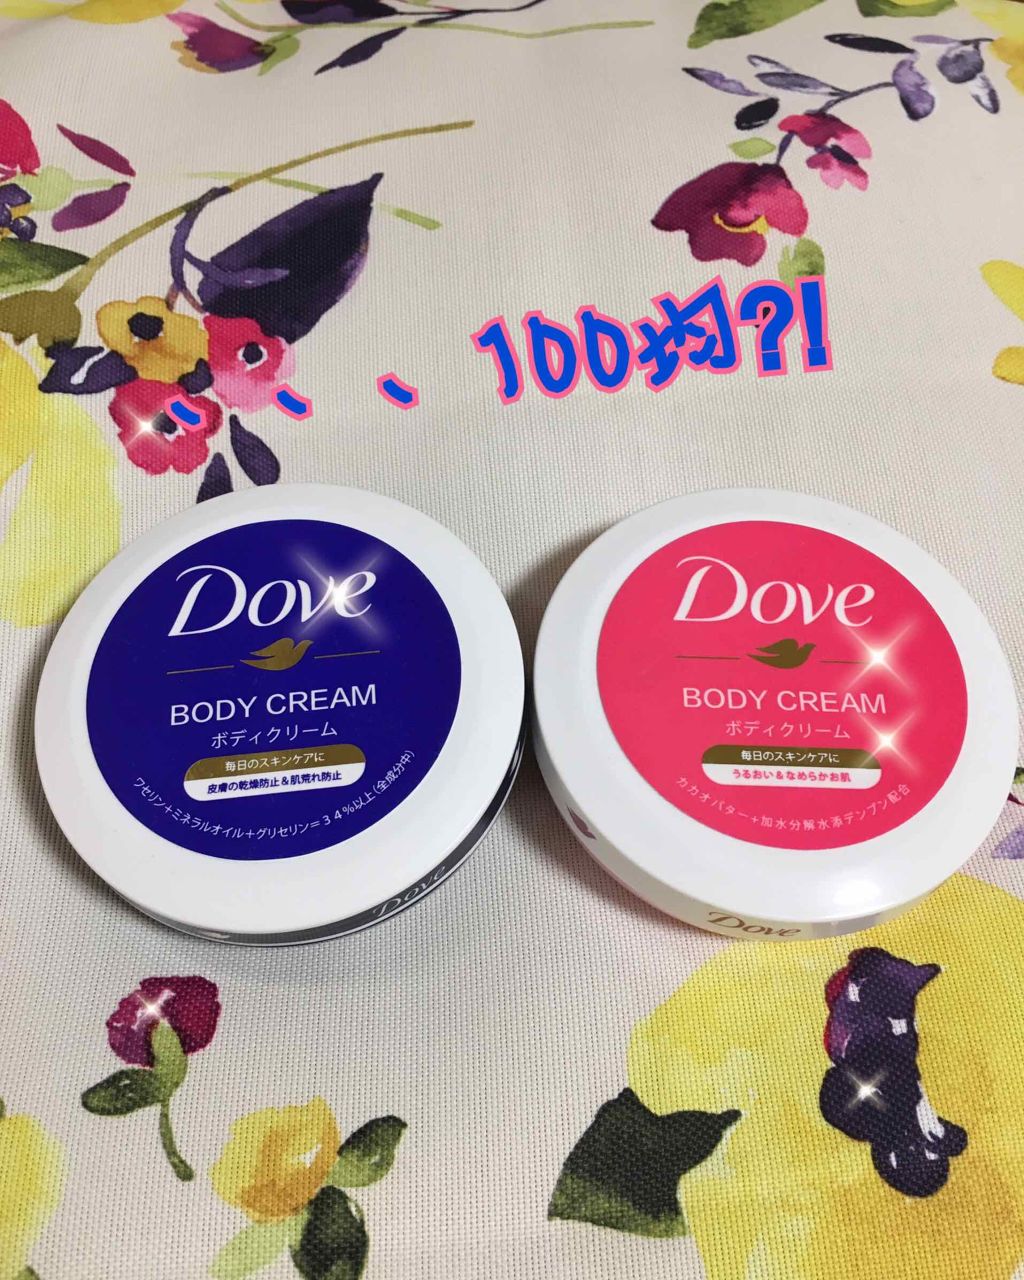 、、、100均?!
Dove
BODY CREAM
ボディクリーム
毎日のスキンケアに
皮膚の乾燥防止&肌荒れ防止
ワセリン+ミネラルオイル+グリセリン=34%以上(全成分中)
Dove
Dove
BODY CREAM
ボディクリーム
毎日のスキンケアに
うるおい&なめらかお肌
カカオバター+加水分解水添デンプン配合
Dove